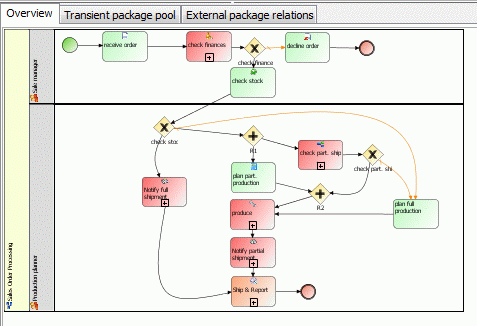 Overview
Transient package pool
External package relations
Sales Order Processing
Sale manager
receive order
check finances
check finance
decline order
check stock
Production planner
check stoc
R1
check part. ship
check part. shi
plan part.
production
Notify full
shipment
R2
plan full
production
produce
Notify partial
shipment
Ship & Report